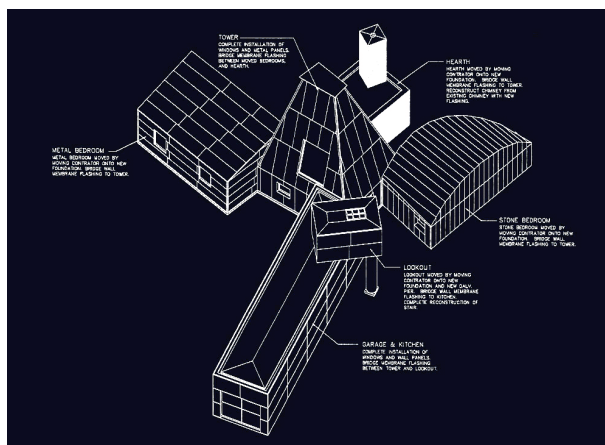 TOWER
COMPLETE INSTALLATION OF
WINDOWS AND METAL PANELS.
BRIDGE MEMBRANE FLASHING
BETWEEN MOVED BEDROOMS,
AND HEARTH.
HEARTH
HEARTH MOVED BY MOVING
CONTRATOR ONTO NEW
FOUNDATION. BRIDGE WALL
MEMBRANE FLASHING TO TOWER.
RECONSTRUCT CHIMNEY FROM
EXISTING CHIMNEY WITH NEW
FLASHING.
METAL BEDROOM
METAL BEDROOM MOVED BY
MOVING CONTRATOR ONTO NEW
FOUNDATION. BRIDGE WALL
MEMBRANE FLASHING TO TOWER.
STONE BEDROOM
STONE BEDROOM MOVED BY
MOVING CONTRATOR ONTO NEW
FOUNDATION. BRIDGE WALL
MEMBRANE FLASHING TO TOWER.
LOOKOUT
LOOKOUT MOVED BY MOVING
CONTRATOR ONTO NEW
FOUNDATION AND NEW GALV.
PIER. BRIDGE WALL MEMBRANE
FLASHING TO KITCHEN.
COMPLETE RECONSTRUCTION OF
STAIR.
GARAGE & KITCHEN
COMPLETE INSTALLATION OF
WINDOWS AND WALL PANELS.
BRIDGE MEMBRANE FLASHING
BETWEEN TOWER AND LOOKOUT.